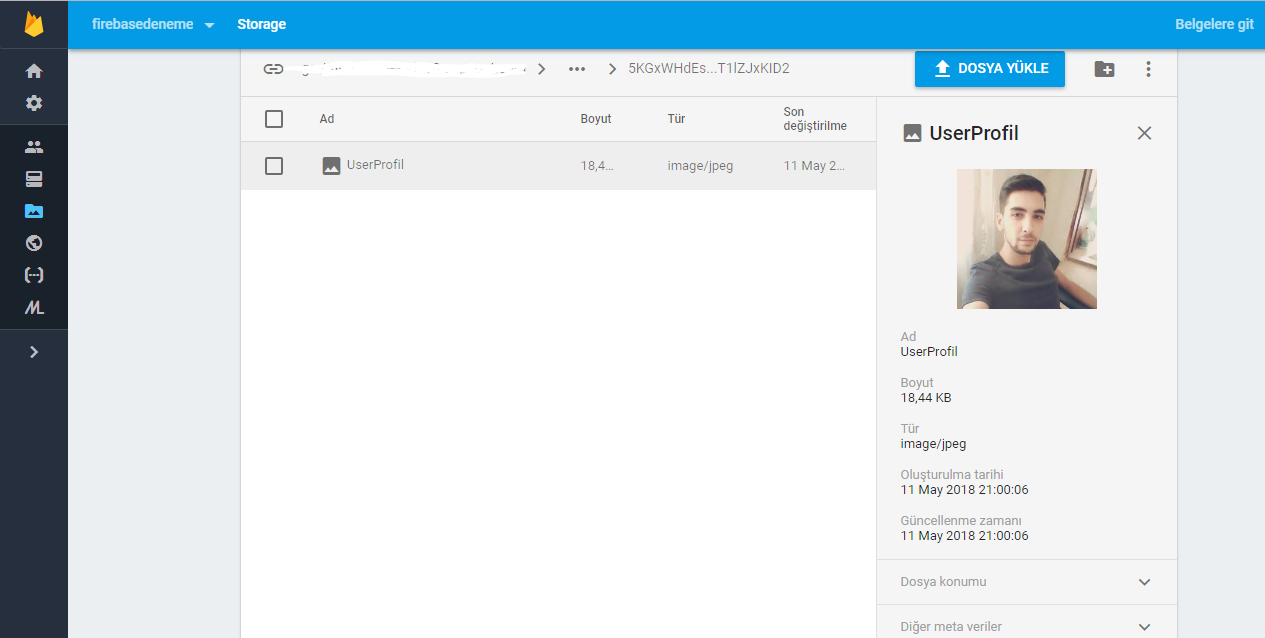 firebasedeneme Storage Belgelere git
5KGxWHdEs...T1lZJxKID2 DOSYA YÜKLE
Ad Boyut Tür Son değiştirilme
UserProfil 18,4... image/jpeg 11 May 2...
UserProfil
Ad
UserProfil
Boyut
18,44 KB
Tür
image/jpeg
Oluşturulma tarihi
11 May 2018 21:00:06
Güncellenme zamanı
11 May 2018 21:00:06
Dosya konumu
Diğer meta veriler